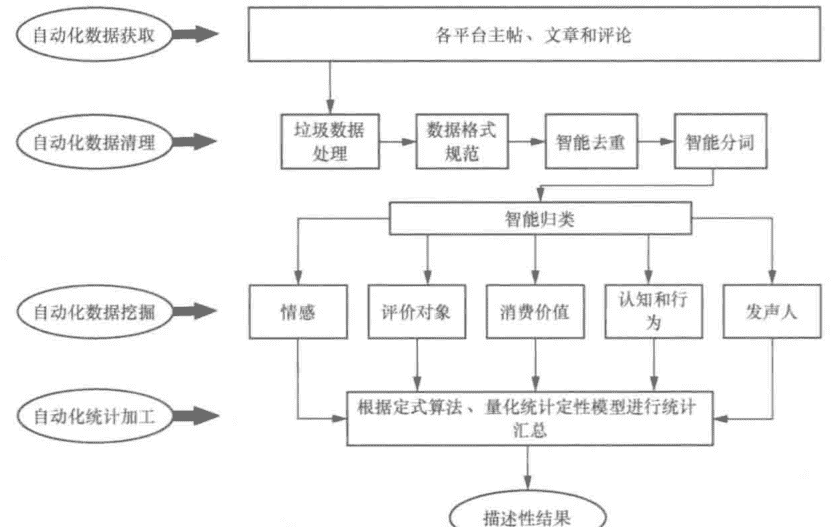 自动化数据获取
各平台主帖、文章和评论
自动化数据清理
垃圾数据
处理
数据格式
规范
智能去重
智能分词
智能归类
自动化数据挖掘
情感
评价对象
消费价值
认知和行
为
发声人
自动化统计加工
根据定式算法、量化统计定性模型进行统计
汇总
描述性结果